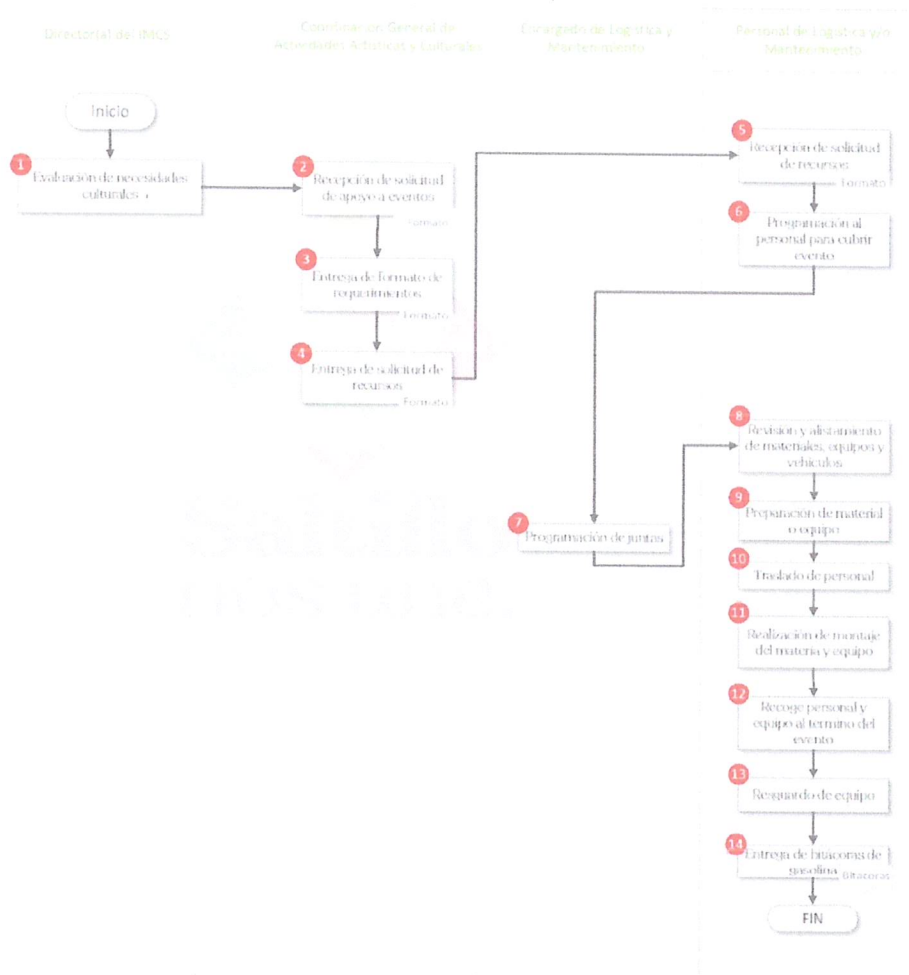 Directorial del IMCS
Coordinación General de
Actividades Artísticas y Culturales
Encargado de Logística y
Mantenimiento
Personal de Logística y/o
Mantenimiento
Inicio
1
Evaluación de necesidades
culturales
2
Recepción de solicitud
de apoyo a eventos
Formato
3
Entrega de formato de
requerimientos
Formato
4
Entrega de solicitud de
recursos
Formato
5
Recepción de solicitud
de recursos
Formato
6
Programación al
personal para cubrir
evento
7
Programación de juntas
8
Revisión y alistamiento
de materiales, equipos y
vehículos
9
Preparación de material
o equipo
10
Traslado de personal
11
Realización de montaje
del materia y equipo
12
Recoge personal y
equipo al termino del
evento
13
Resguardo de equipo
14
Entrega de bitácoras de
gasolina
Bitácoras
FIN
Saltillo
nos une.